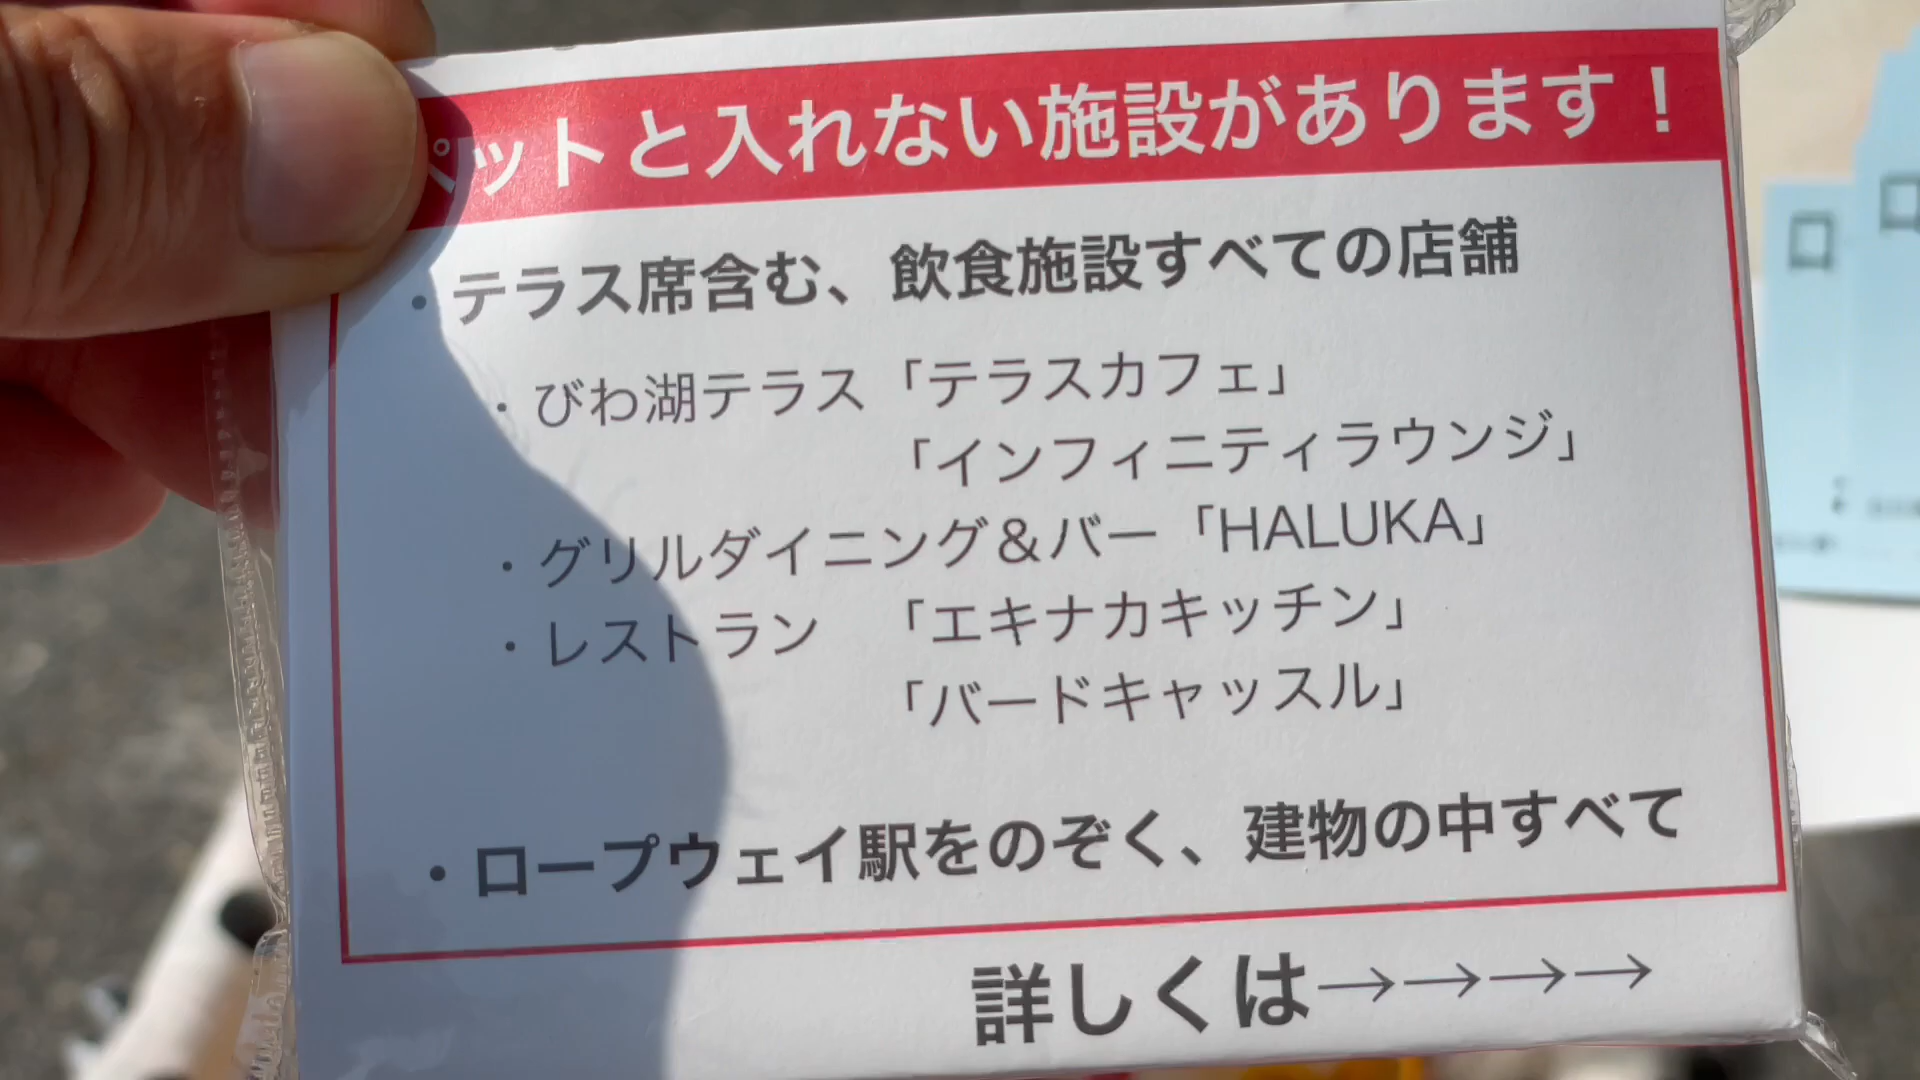 ペットと入れない施設があります！
・テラス席含む、飲食施設すべての店舗
・びわ湖テラス「テラスカフェ」
「インフィニティラウンジ」
・グリルダイニング＆バー「HALUKA」
・レストラン 「エキナカキッチン」
「バードキャッスル」
・ロープウェイ駅をのぞく、建物の中すべて
詳しくは→→→→